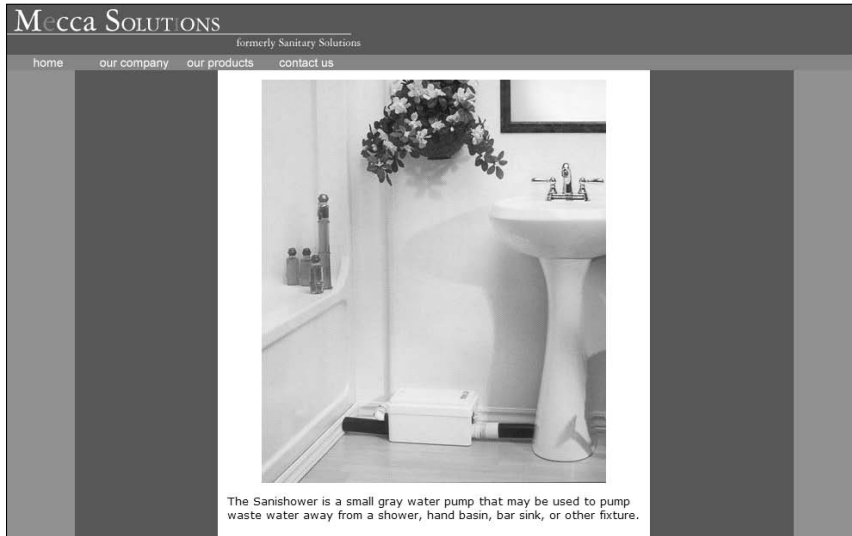 Mecca Solutions
formerly Sanitary Solutions
home our company our products contact us
The Sanishower is a small gray water pump that may be used to pump
waste water away from a shower, hand basin, bar sink, or other fixture.